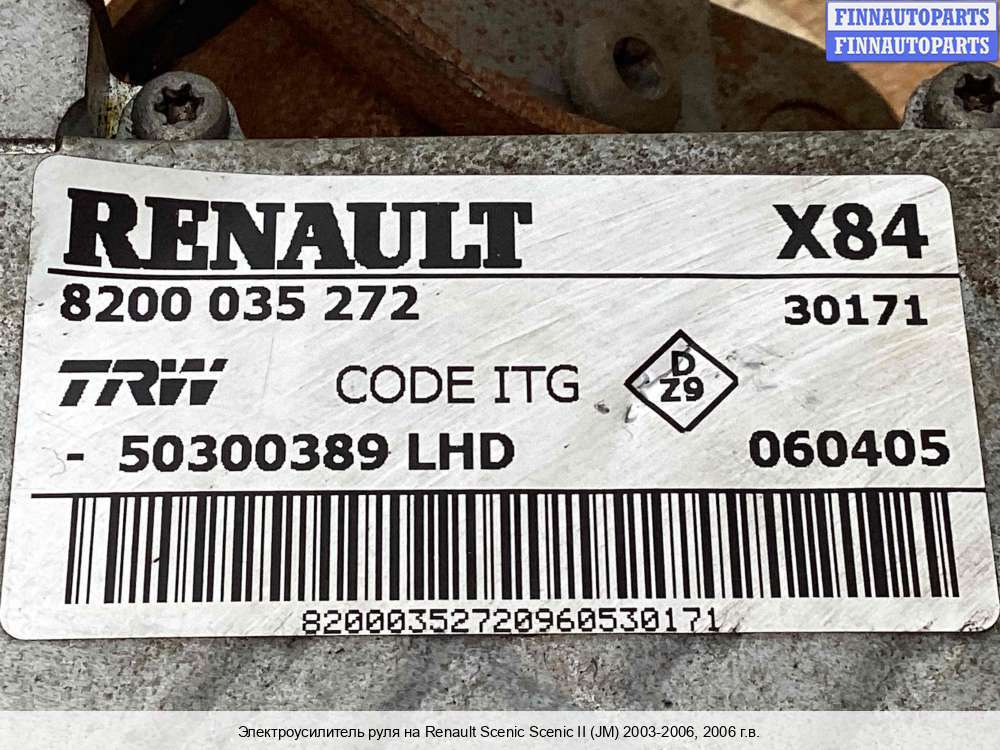 FINNAUTOPARTS
FINNAUTOPARTS
RENAULT X84
8200 035 272 30171
TRW CODE ITG D Z9
- 50300389 LHD 060405
82000352720960530171
Электроусилитель руля на Renault Scenic Scenic II (JM) 2003-2006, 2006 г.в.